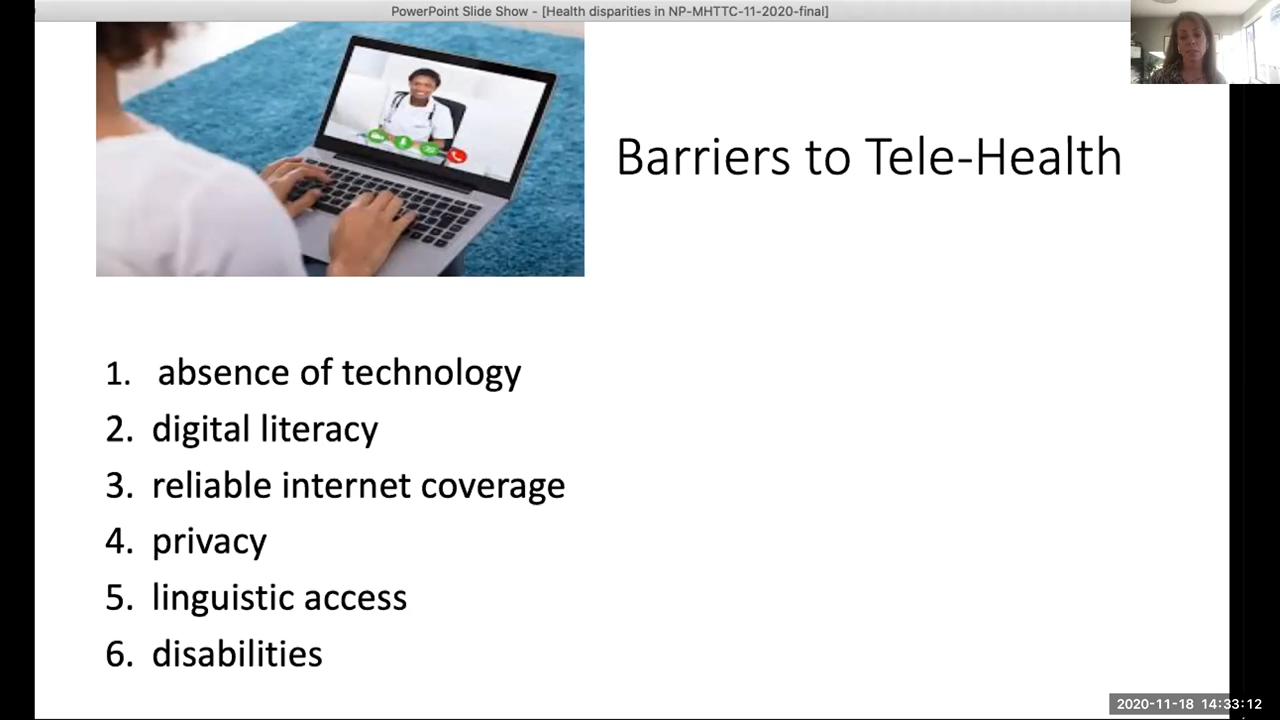 PowerPoint Slide Show - [Health disparities in NP-MHTTC-11-2020-final]
Barriers to Tele-Health
1. absence of technology
2. digital literacy
3. reliable internet coverage
4. privacy
5. linguistic access
6. disabilities
2020-11-18 14:33:12